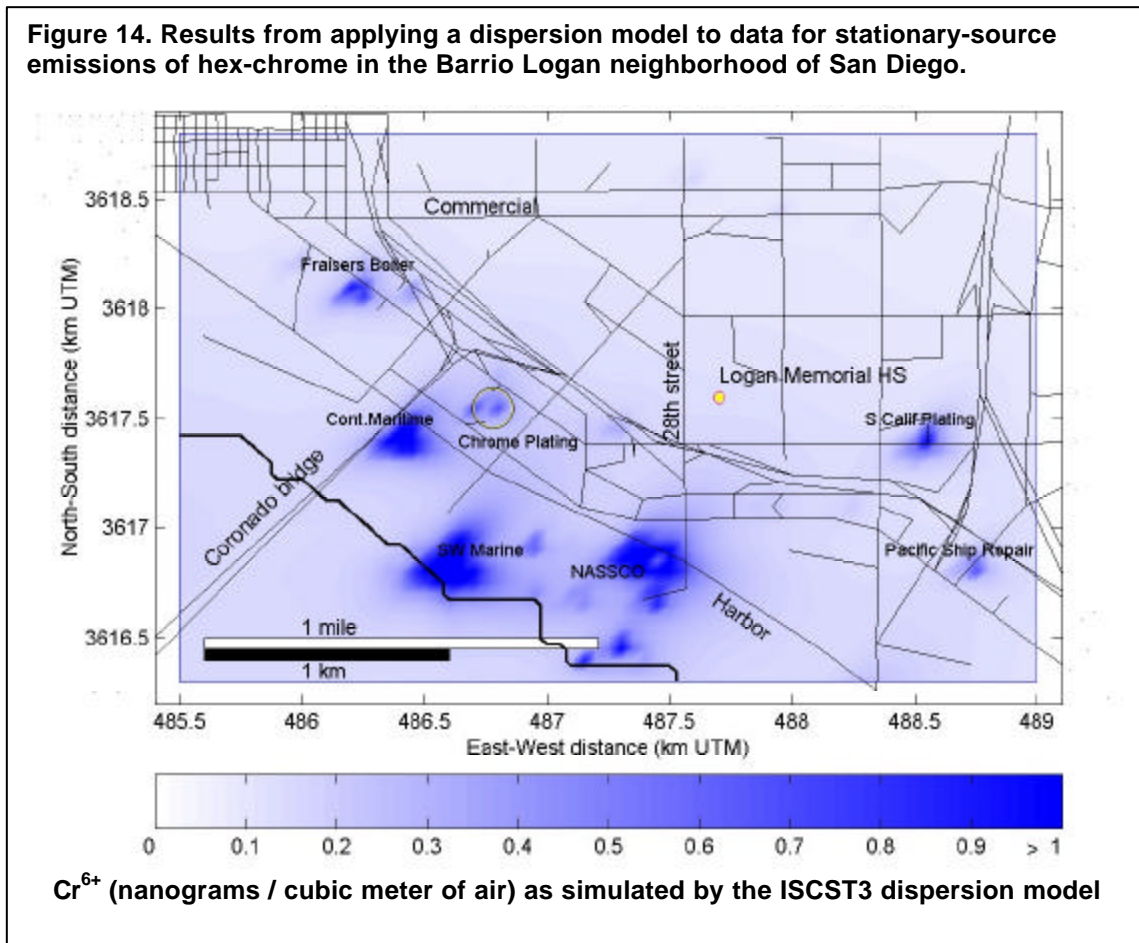 Figure 14. Results from applying a dispersion model to data for stationary-source
emissions of hex-chrome in the Barrio Logan neighborhood of San Diego.
3618.5
3618
3617.5
3617
3616.5
North-South distance (km UTM)
Commercial
Fraisers Boiler
28th street
Logan Memorial HS
Cont.Maritime
Chrome Plating
S Calif Plating
Coronado bridge
SW Marine
NASSCO
Pacific Ship Repair
Harbor
1 mile
1 km
485.5 486 486.5 487 487.5 488 488.5 489
East-West distance (km UTM)
0 0.1 0.2 0.3 0.4 0.5 0.6 0.7 0.8 0.9 > 1
Cr⁶⁺ (nanograms / cubic meter of air) as simulated by the ISCST3 dispersion model